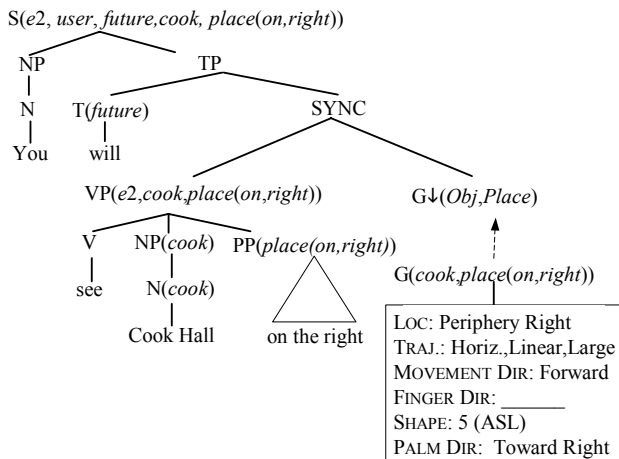 S(e2, user, future,cook, place(on,right))
NP TP
N T(future) SYNC
You will
VP(e2,cook,place(on,right)) G↓(Obj,Place)
V NP(cook) PP(place(on,right))
see N(cook) G(cook,place(on,right))
Cook Hall on the right
LOC: Periphery Right
TRAJ.: Horiz.,Linear,Large
MOVEMENT DIR: Forward
FINGER DIR: ______
SHAPE: 5 (ASL)
PALM DIR: Toward Right